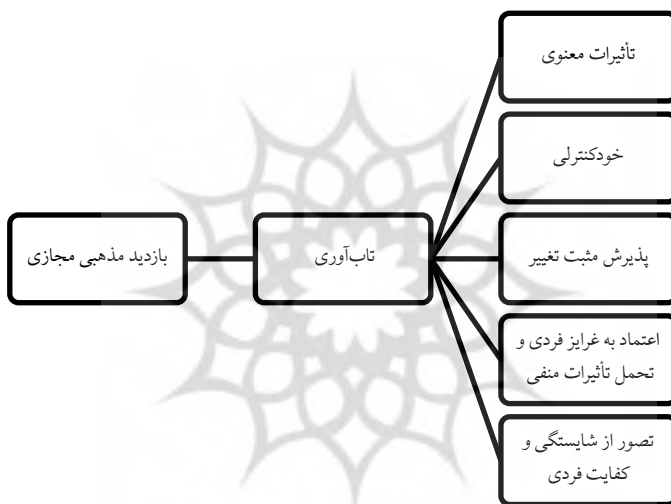 تأثیرات معنوی
خودکنترلی
پذیرش مثبت تغییر
تاب‌آوری
بازدید مذهبی مجازی
اعتماد به غرایز فردی و
تحمل تأثیرات منفی
تصور از شایستگی و
کفایت فردی